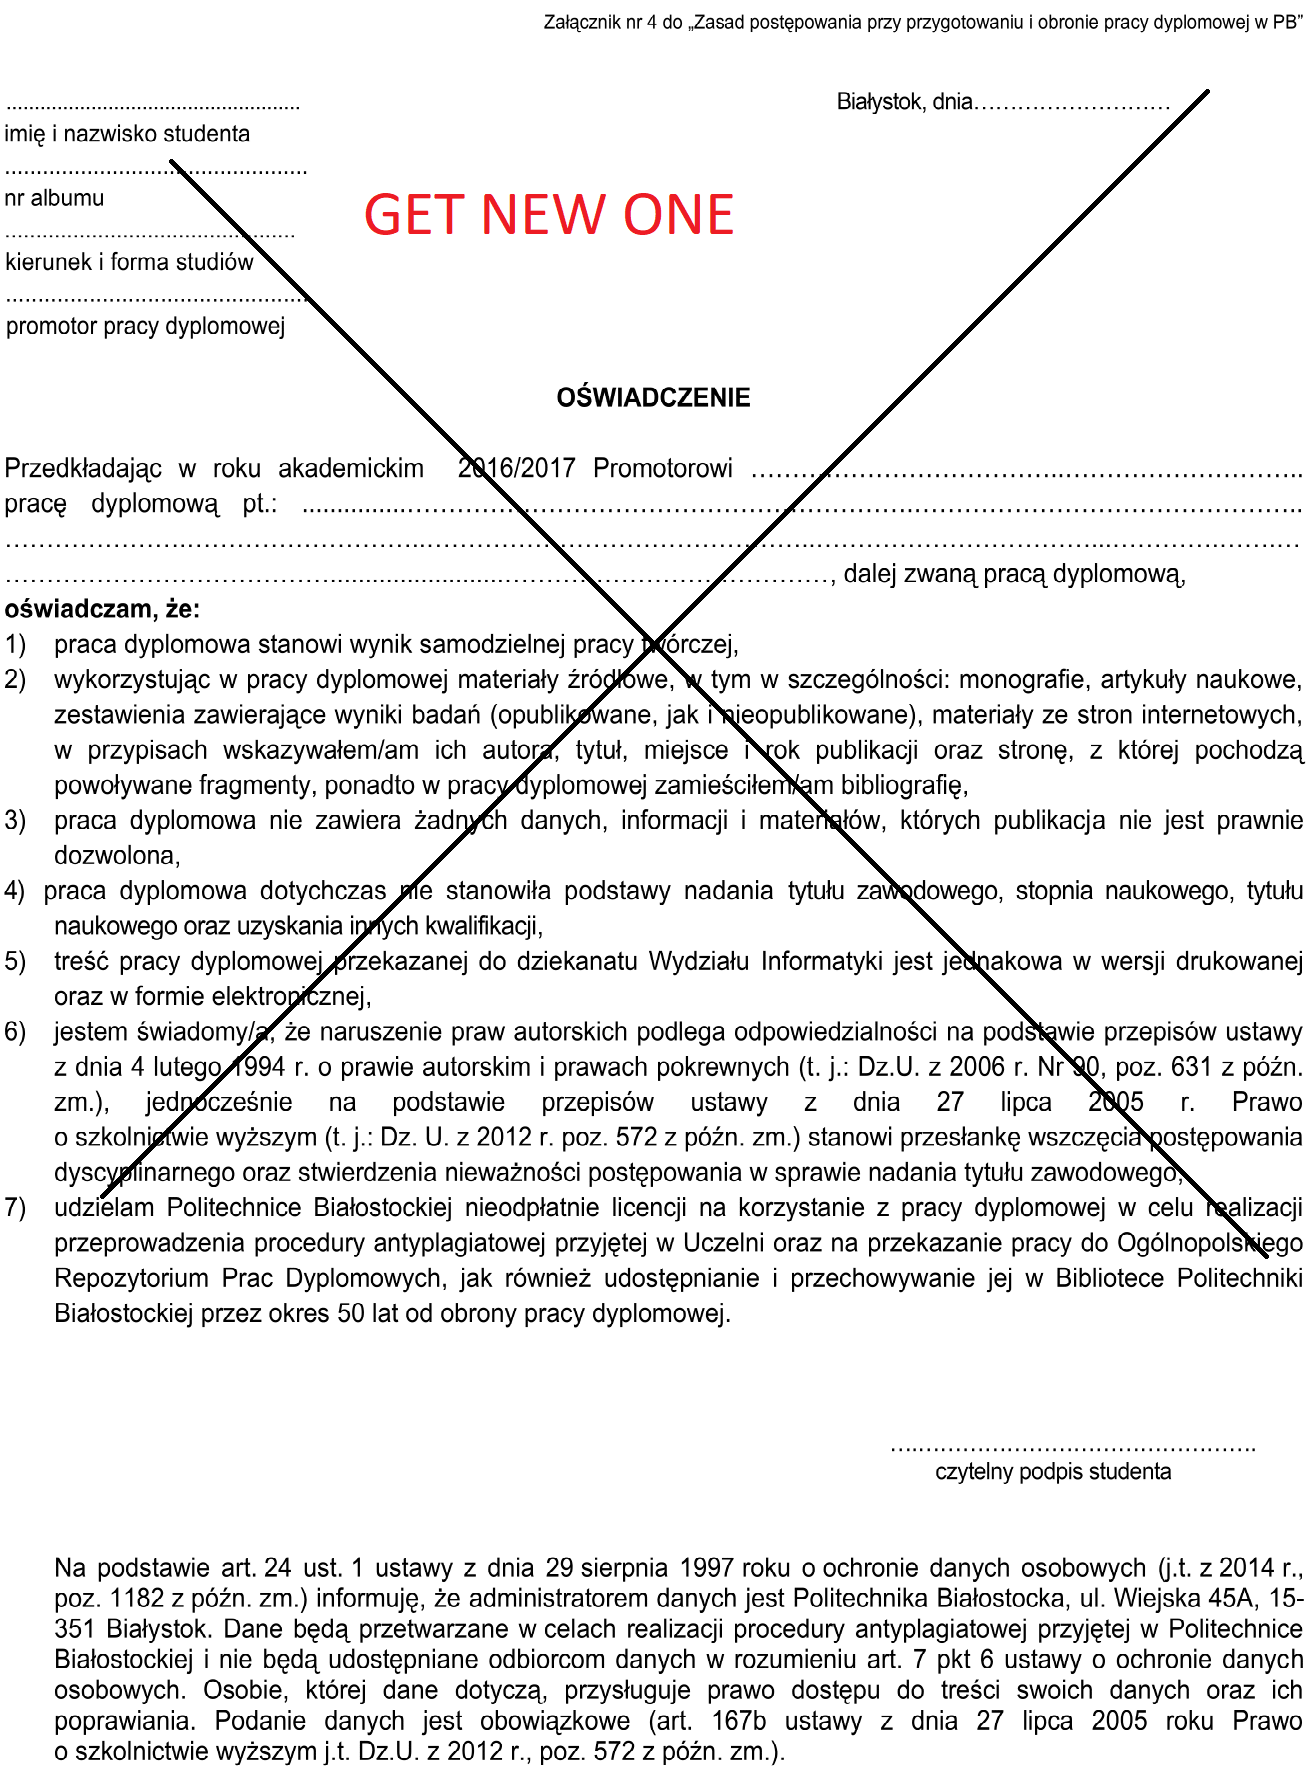 Załącznik nr 4 do „Zasad postępowania przy przygotowaniu i obronie pracy dyplomowej w PB”
.................................................... Białystok, dnia………………………
imię i nazwisko studenta
......................................................
nr albumu
....................................................
kierunek i forma studiów
......................................................
promotor pracy dyplomowej
GET NEW ONE
OŚWIADCZENIE
Przedkładając w roku akademickim 2016/2017 Promotorowi …………………………………..…………………………..
pracę dyplomową pt.: ...............……………………………………………………..……………………………………………..
……………………………………………………………………………………………..………………………………………………………
…………………………………........................……………………………………, dalej zwaną pracą dyplomową,
oświadczam, że:
1) praca dyplomowa stanowi wynik samodzielnej pracy twórczej,
2) wykorzystując w pracy dyplomowej materiały źródłowe, w tym w szczególności: monografie, artykuły naukowe,
zestawienia zawierające wyniki badań (opublikowane, jak i nieopublikowane), materiały ze stron internetowych,
w przypisach wskazywałem/am ich autora, tytuł, miejsce i rok publikacji oraz stronę, z której pochodzą
powoływane fragmenty, ponadto w pracy dyplomowej zamieściłem/am bibliografię,
3) praca dyplomowa nie zawiera żadnych danych, informacji i materiałów, których publikacja nie jest prawnie
dozwolona,
4) praca dyplomowa dotychczas nie stanowiła podstawy nadania tytułu zawodowego, stopnia naukowego, tytułu
naukowego oraz uzyskania innych kwalifikacji,
5) treść pracy dyplomowej przekazanej do dziekanatu Wydziału Informatyki jest jednakowa w wersji drukowanej
oraz w formie elektronicznej,
6) jestem świadomy/a, że naruszenie praw autorskich podlega odpowiedzialności na podstawie przepisów ustawy
z dnia 4 lutego 1994 r. o prawie autorskim i prawach pokrewnych (t. j.: Dz.U. z 2006 r. Nr 90, poz. 631 z późn.
zm.), jednocześnie na podstawie przepisów ustawy z dnia 27 lipca 2005 r. Prawo
o szkolnictwie wyższym (t. j.: Dz. U. z 2012 r. poz. 572 z późn. zm.) stanowi przesłankę wszczęcia postępowania
dyscyplinarnego oraz stwierdzenia nieważności postępowania w sprawie nadania tytułu zawodowego,
7) udzielam Politechnice Białostockiej nieodpłatnie licencji na korzystanie z pracy dyplomowej w celu realizacji
przeprowadzenia procedury antyplagiatowej przyjętej w Uczelni oraz na przekazanie pracy do Ogólnopolskiego
Repozytorium Prac Dyplomowych, jak również udostępnianie i przechowywanie jej w Bibliotece Politechniki
Białostockiej przez okres 50 lat od obrony pracy dyplomowej.
…..…………………………………………….
czytelny podpis studenta
Na podstawie art. 24 ust. 1 ustawy z dnia 29 sierpnia 1997 roku o ochronie danych osobowych (j.t. z 2014 r.,
poz. 1182 z późn. zm.) informuję, że administratorem danych jest Politechnika Białostocka, ul. Wiejska 45A, 15-
351 Białystok. Dane będą przetwarzane w celach realizacji procedury antyplagiatowej przyjętej w Politechnice
Białostockiej i nie będą udostępniane odbiorcom danych w rozumieniu art. 7 pkt 6 ustawy o ochronie danych
osobowych. Osobie, której dane dotyczą, przysługuje prawo dostępu do treści swoich danych oraz ich
poprawiania. Podanie danych jest obowiązkowe (art. 167b ustawy z dnia 27 lipca 2005 roku Prawo
o szkolnictwie wyższym j.t. Dz.U. z 2012 r., poz. 572 z późn. zm.).